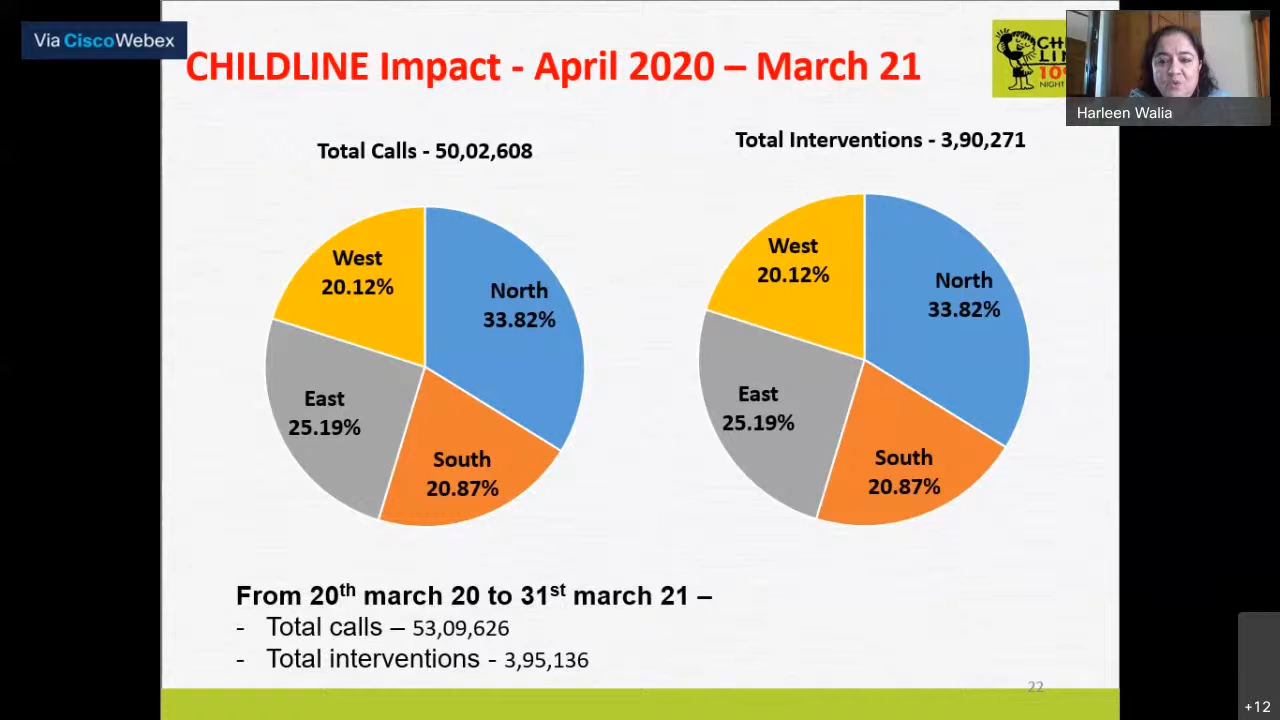 Via Cisco Webex
CHILDLINE Impact - April 2020 – March 21
Harleen Walia
Total Calls - 50,02,608
West
20.12%
North
33.82%
East
25.19%
South
20.87%
Total Interventions - 3,90,271
West
20.12%
North
33.82%
East
25.19%
South
20.87%
From 20th march 20 to 31st march 21 –
- Total calls – 53,09,626
- Total interventions - 3,95,136
22
+12